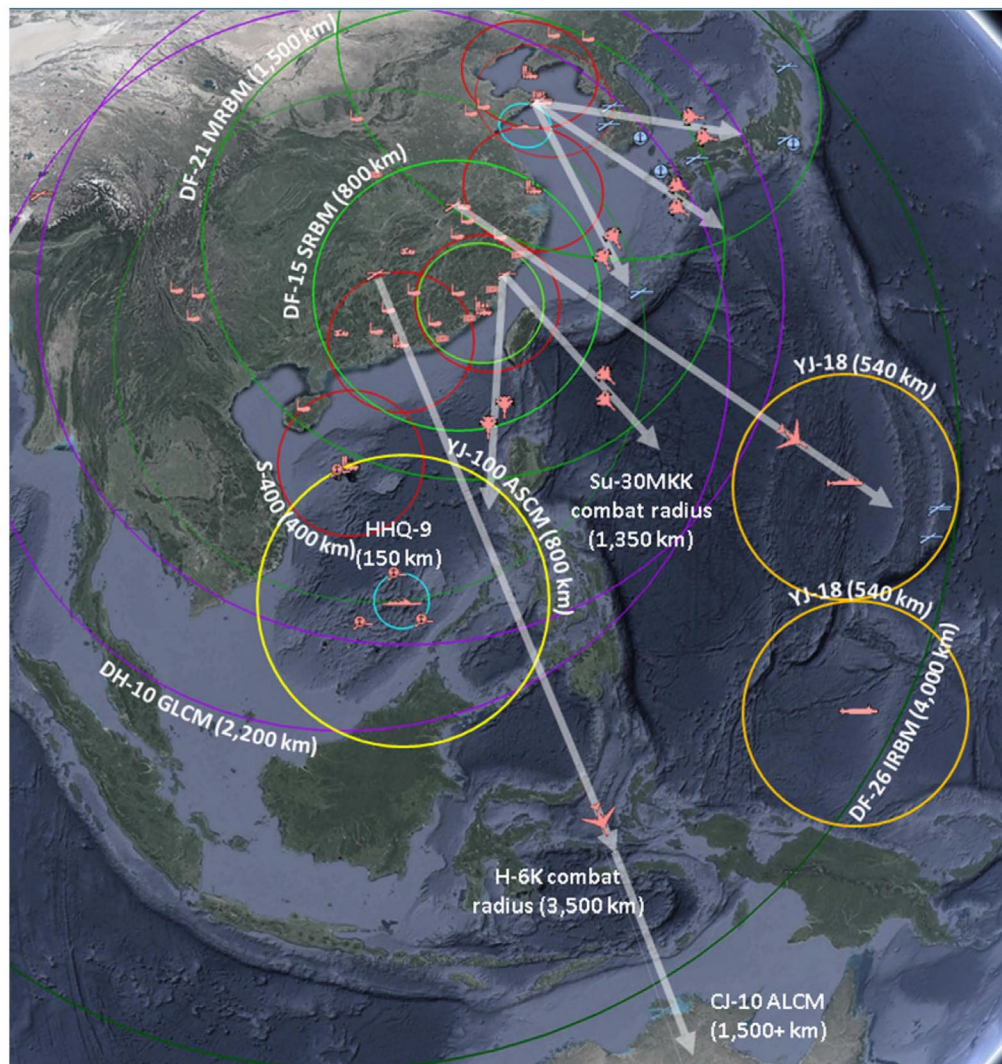 DF-21 MRBM (1,500 km)
DF-15 SRBM (800 km)
YJ-18 (540 km)
YJ-100 ASCM (800 km)
Su-30MKK
combat radius
(1,350 km)
S-400 (400 km)
HHQ-9
(150 km)
YJ-18 (540 km)
DH-10 GLCM (2,200 km)
DF-26 IRBM (4,000 km)
H-6K combat
radius (3,500 km)
CJ-10 ALCM
(1,500+ km)